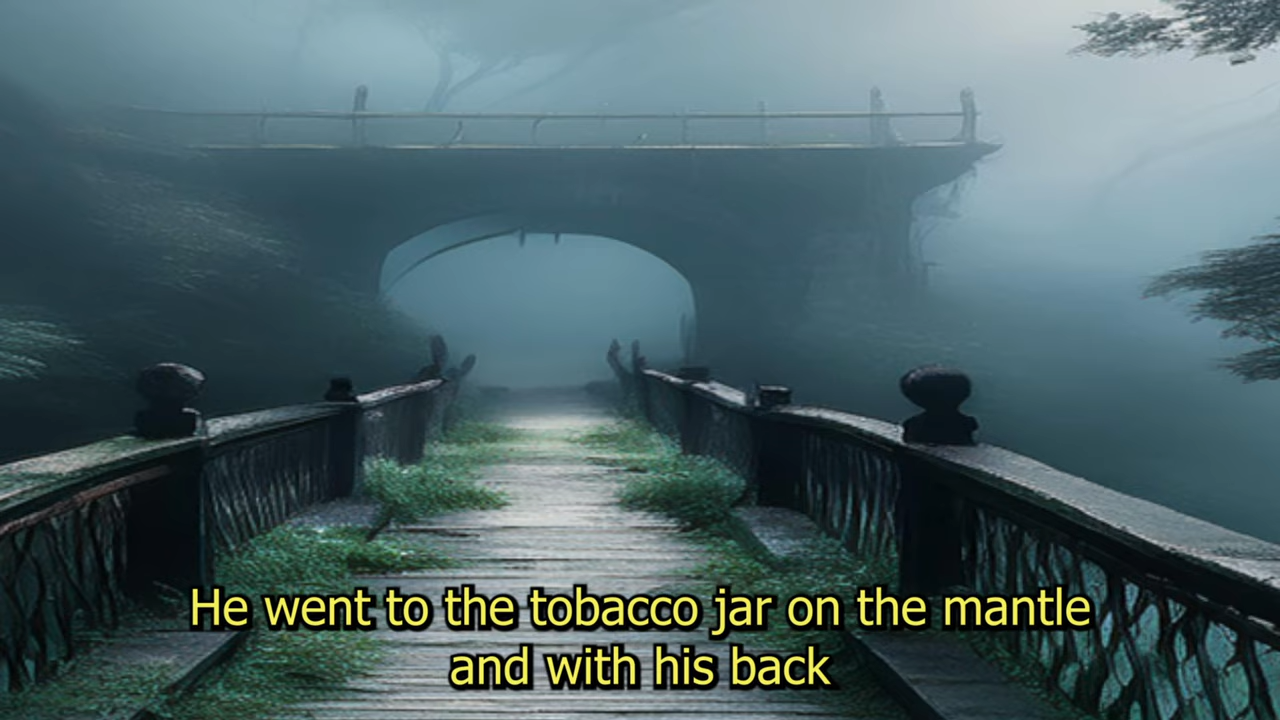 He went to the tobacco jar on the mantle
and with his back